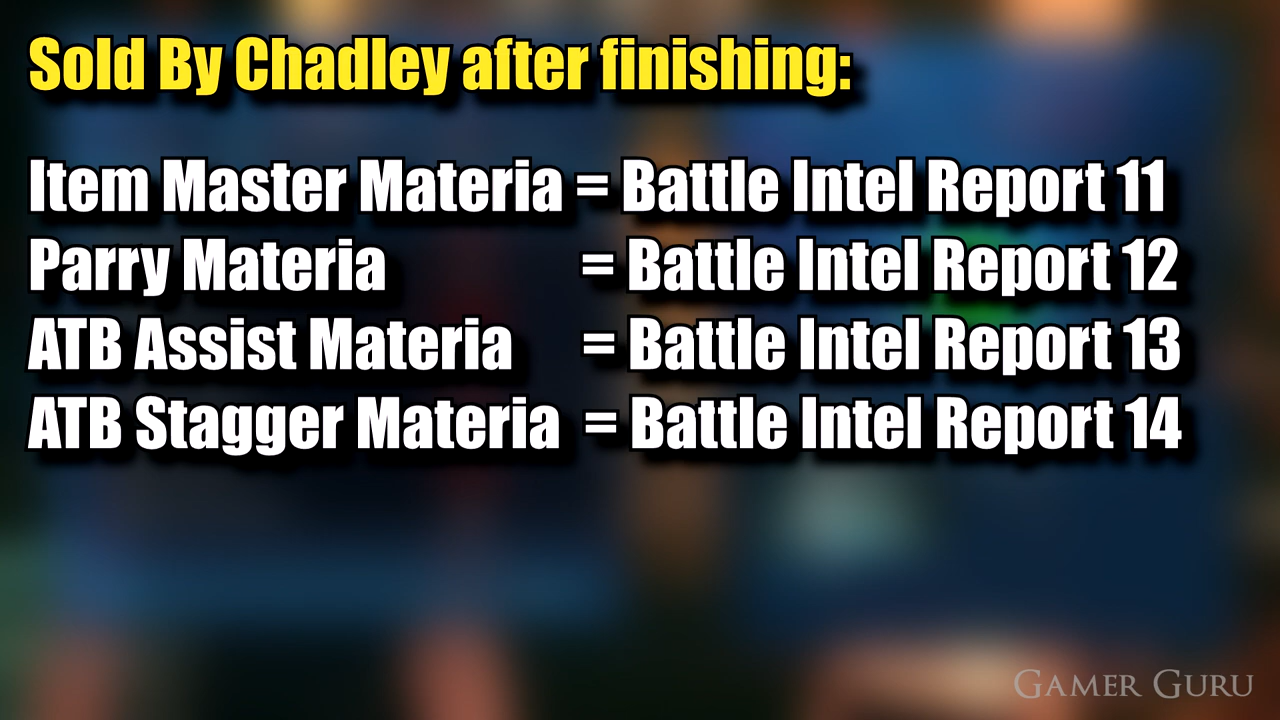 Sold By Chadley after finishing:
Item Master Materia = Battle Intel Report 11
Parry Materia = Battle Intel Report 12
ATB Assist Materia = Battle Intel Report 13
ATB Stagger Materia = Battle Intel Report 14
GAMER GURU